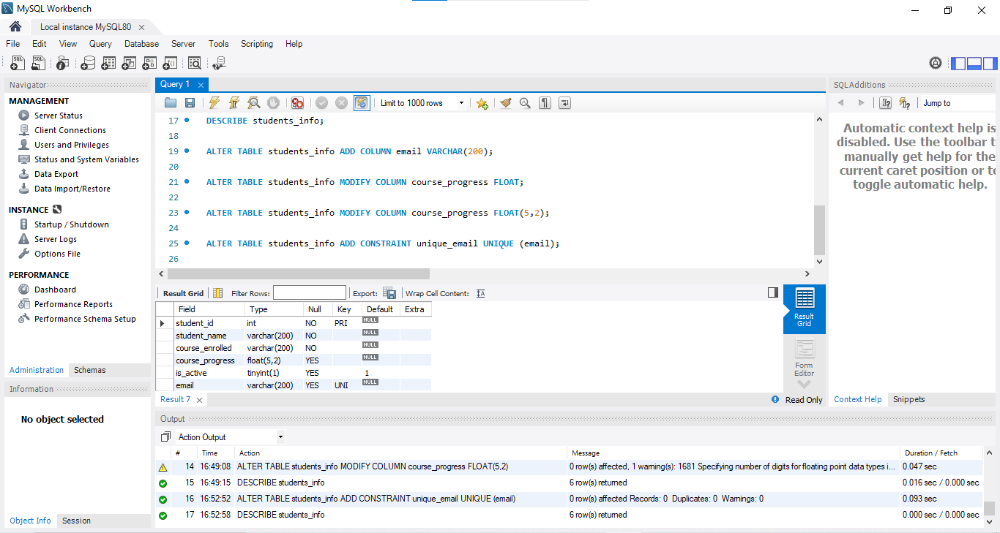 MySQL Workbench
Local instance MySQL80
File Edit View Query Database Server Tools Scripting Help
Navigator
MANAGEMENT
Server Status
Client Connections
Users and Privileges
Status and System Variables
Data Export
Data Import/Restore
INSTANCE
Startup / Shutdown
Server Logs
Options File
PERFORMANCE
Dashboard
Performance Reports
Performance Schema Setup
Administration Schemas
Information
No object selected
Object Info Session
Query 1
Limit to 1000 rows
17 DESCRIBE students_info;
18
19 ALTER TABLE students_info ADD COLUMN email VARCHAR(200);
20
21 ALTER TABLE students_info MODIFY COLUMN course_progress FLOAT;
22
23 ALTER TABLE students_info MODIFY COLUMN course_progress FLOAT(5,2);
24
25 ALTER TABLE students_info ADD CONSTRAINT unique_email UNIQUE (email);
26
Result Grid Filter Rows: Export: Wrap Cell Content:
Field Type Null Key Default Extra
student_id int NO PRI NULL
student_name varchar(200) NO NULL
course_enrolled varchar(200) NO NULL
course_progress float(5,2) YES NULL
is_active tinyint(1) YES 1
email varchar(200) YES UNI NULL
Result
Grid
Form
Editor
Result 7
Read Only
SQLAdditions
Jump to
Automatic context help is
disabled. Use the toolbar t
manually get help for the
current caret position or to
toggle automatic help.
Context Help Snippets
Output
Action Output
# Time Action Message Duration / Fetch
14 16:49:08 ALTER TABLE students_info MODIFY COLUMN course_progress FLOAT(5,2) 0 row(s) affected, 1 warning(s): 1681 Specifying number of digits for floating point data types i... 0.047 sec
15 16:49:15 DESCRIBE students_info 6 row(s) returned 0.016 sec / 0.000 sec
16 16:52:52 ALTER TABLE students_info ADD CONSTRAINT unique_email UNIQUE (email) 0 row(s) affected Records: 0 Duplicates: 0 Warnings: 0 0.093 sec
17 16:52:58 DESCRIBE students_info 6 row(s) returned 0.000 sec / 0.000 sec